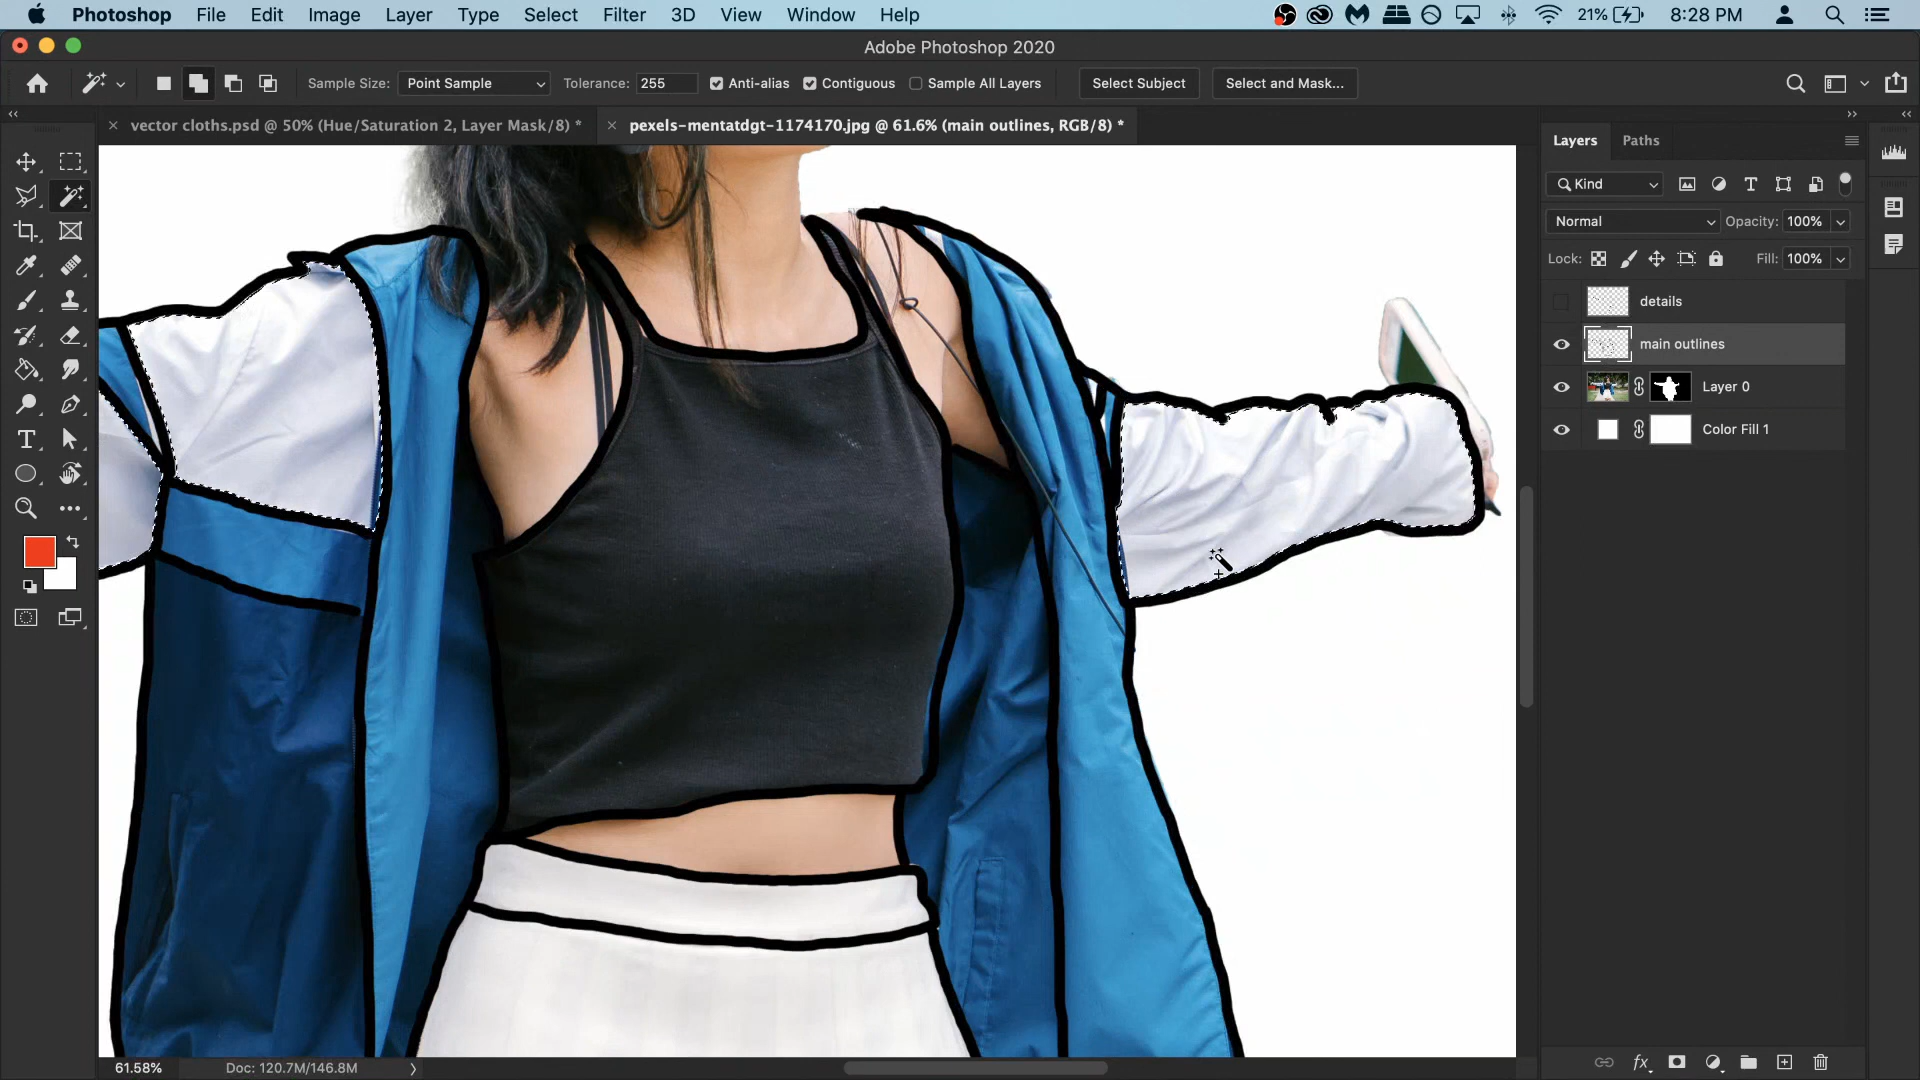 Photoshop File Edit Image Layer Type Select Filter 3D View Window Help 21% 8:28 PM
Adobe Photoshop 2020
Sample Size: Point Sample Tolerance: 255 Anti-alias Contiguous Sample All Layers Select Subject Select and Mask...
vector cloths.psd @ 50% (Hue/Saturation 2, Layer Mask/8) * pexels-mentatdgt-1174170.jpg @ 61.6% (main outlines, RGB/8) *
Layers Paths
Kind
Normal Opacity: 100%
Lock: Fill: 100%
details
main outlines
Layer 0
Color Fill 1
61.58% Doc: 120.7M/146.8M